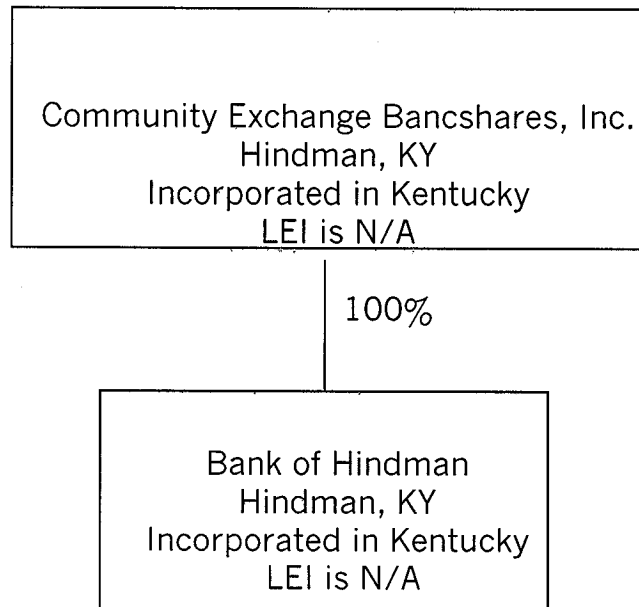 Community Exchange Bancshares, Inc.
Hindman, KY
Incorporated in Kentucky
LEI is N/A
100%
Bank of Hindman
Hindman, KY
Incorporated in Kentucky
LEI is N/A